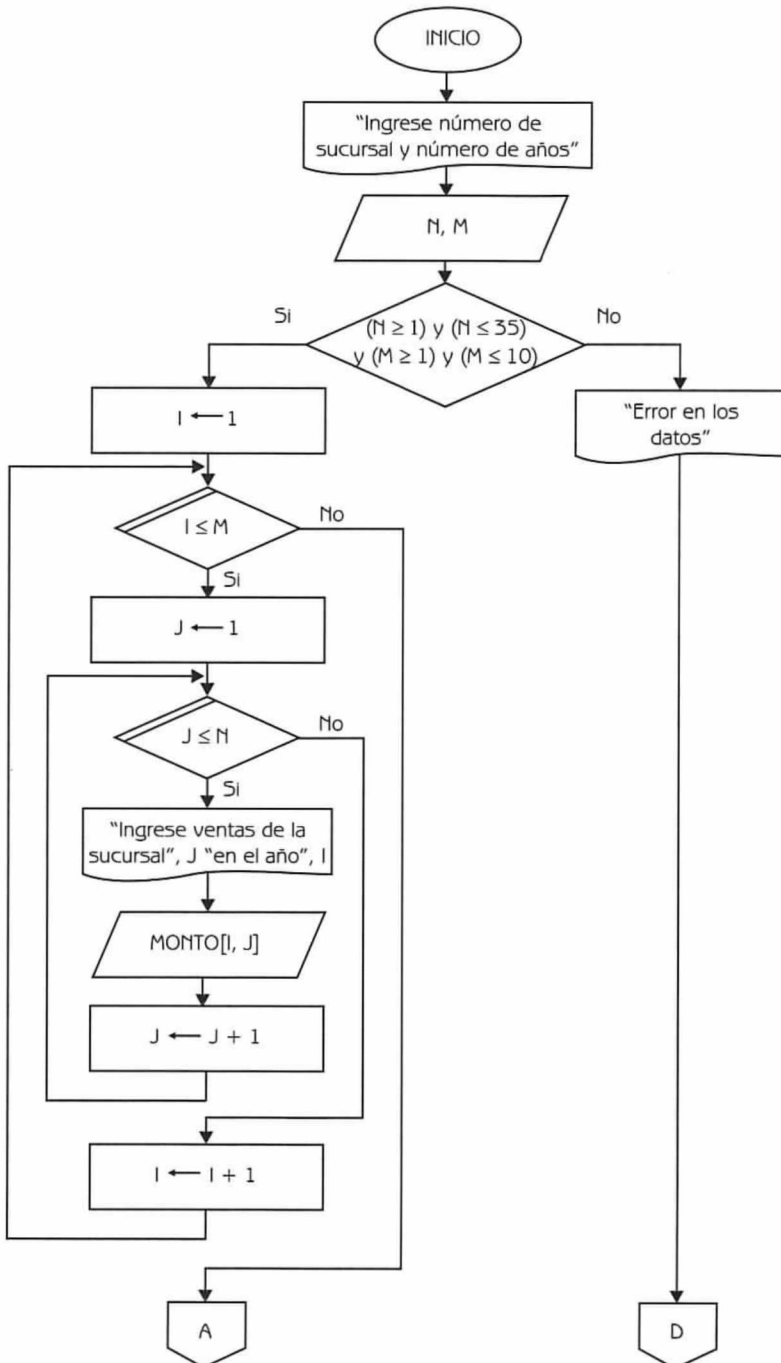 INICIO
“Ingrese número de
sucursal y número de años”
N, M
Si
(N ≥ 1) y (N ≤ 35)
y (M ≥ 1) y (M ≤ 10)
No
I ← 1
“Error en los
datos”
I ≤ M
No
Si
J ← 1
J ≤ N
No
Si
“Ingrese ventas de la
sucursal”, J “en el año”, I
MONTO[I, J]
J ← J + 1
I ← I + 1
A
D